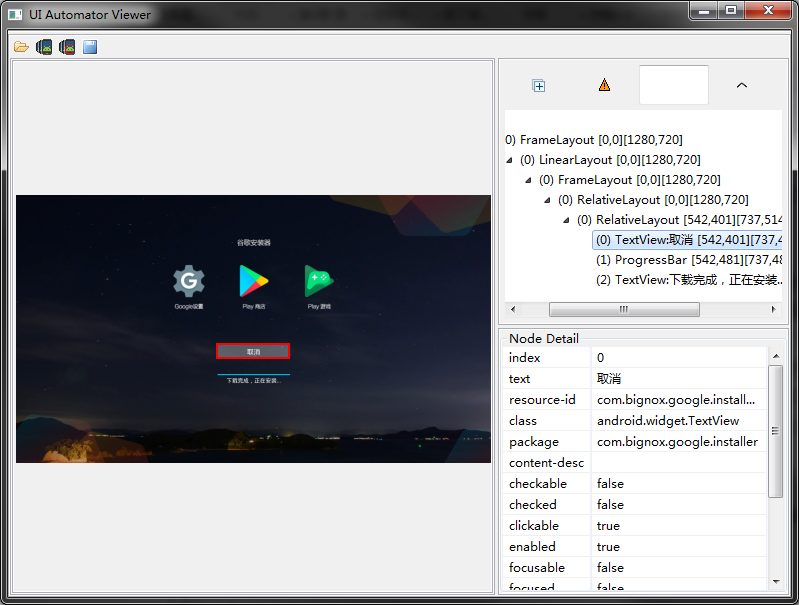 UI Automator Viewer
0) FrameLayout [0,0][1280,720]
(0) LinearLayout [0,0][1280,720]
(0) FrameLayout [0,0][1280,720]
(0) RelativeLayout [0,0][1280,720]
(0) RelativeLayout [542,401][737,514
(0) TextView:取消 [542,401][737,4
(1) ProgressBar [542,481][737,48
(2) TextView:下载完成，正在安装..
谷歌安装器
Google设置
Play 商店
Play 游戏
取消
下载完成，正在安装...
Node Detail
index 0
text 取消
resource-id com.bignox.google.install...
class android.widget.TextView
package com.bignox.google.installer
content-desc
checkable false
checked false
clickable true
enabled true
focusable false
focused false